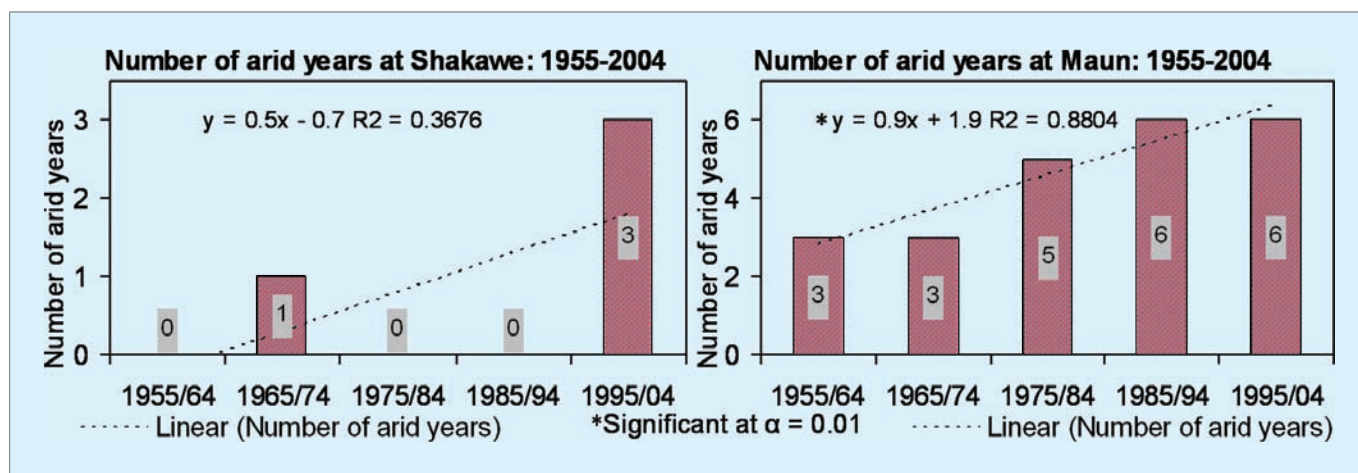 Number of arid years at Shakawe: 1955-2004
y = 0.5x - 0.7 R2 = 0.3676
Number of arid years
3
2
1
0
0
1
0
0
3
1955/64 1965/74 1975/84 1985/94 1995/04
Linear (Number of arid years)
Number of arid years at Maun: 1955-2004
*y = 0.9x + 1.9 R2 = 0.8804
Number of arid years
6
4
2
0
3
3
5
6
6
1955/64 1965/74 1975/84 1985/94 1995/04
*Significant at α = 0.01
Linear (Number of arid years)